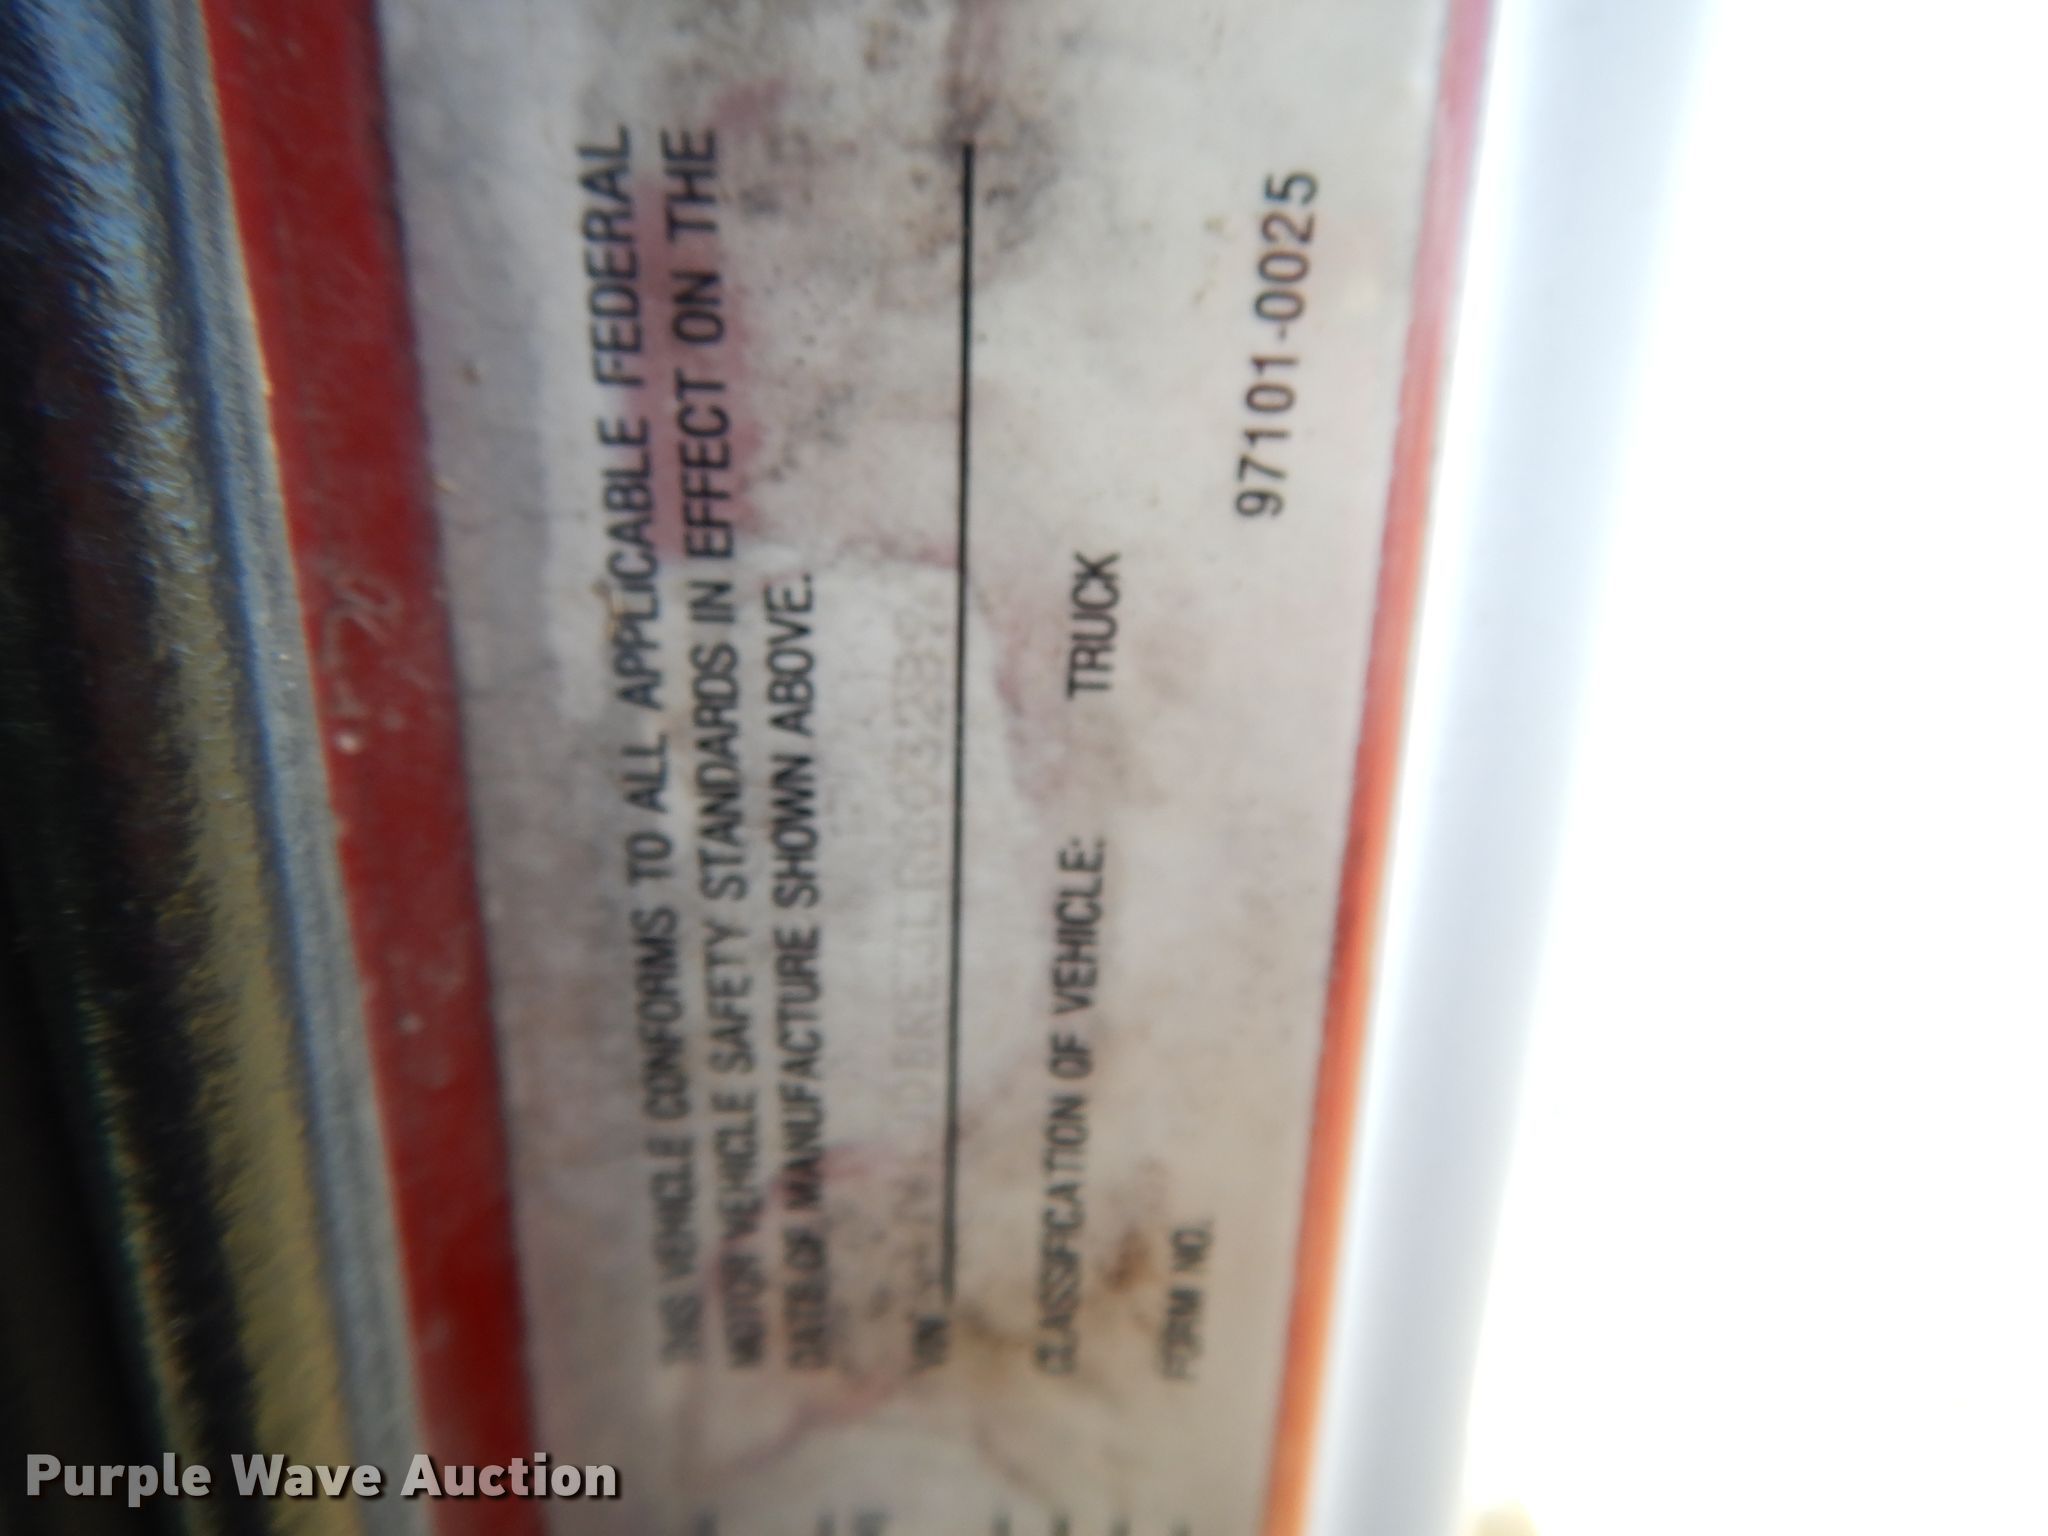 THIS VEHICLE CONFORMS TO ALL APPLICABLE FEDERAL
MOTOR VEHICLE SAFETY STANDARDS IN EFFECT ON THE
DATE OF MANUFACTURE SHOWN ABOVE.
VIN
CLASSIFICATION OF VEHICLE: TRUCK
FORM NO. 97101-0025
Purple Wave Auction